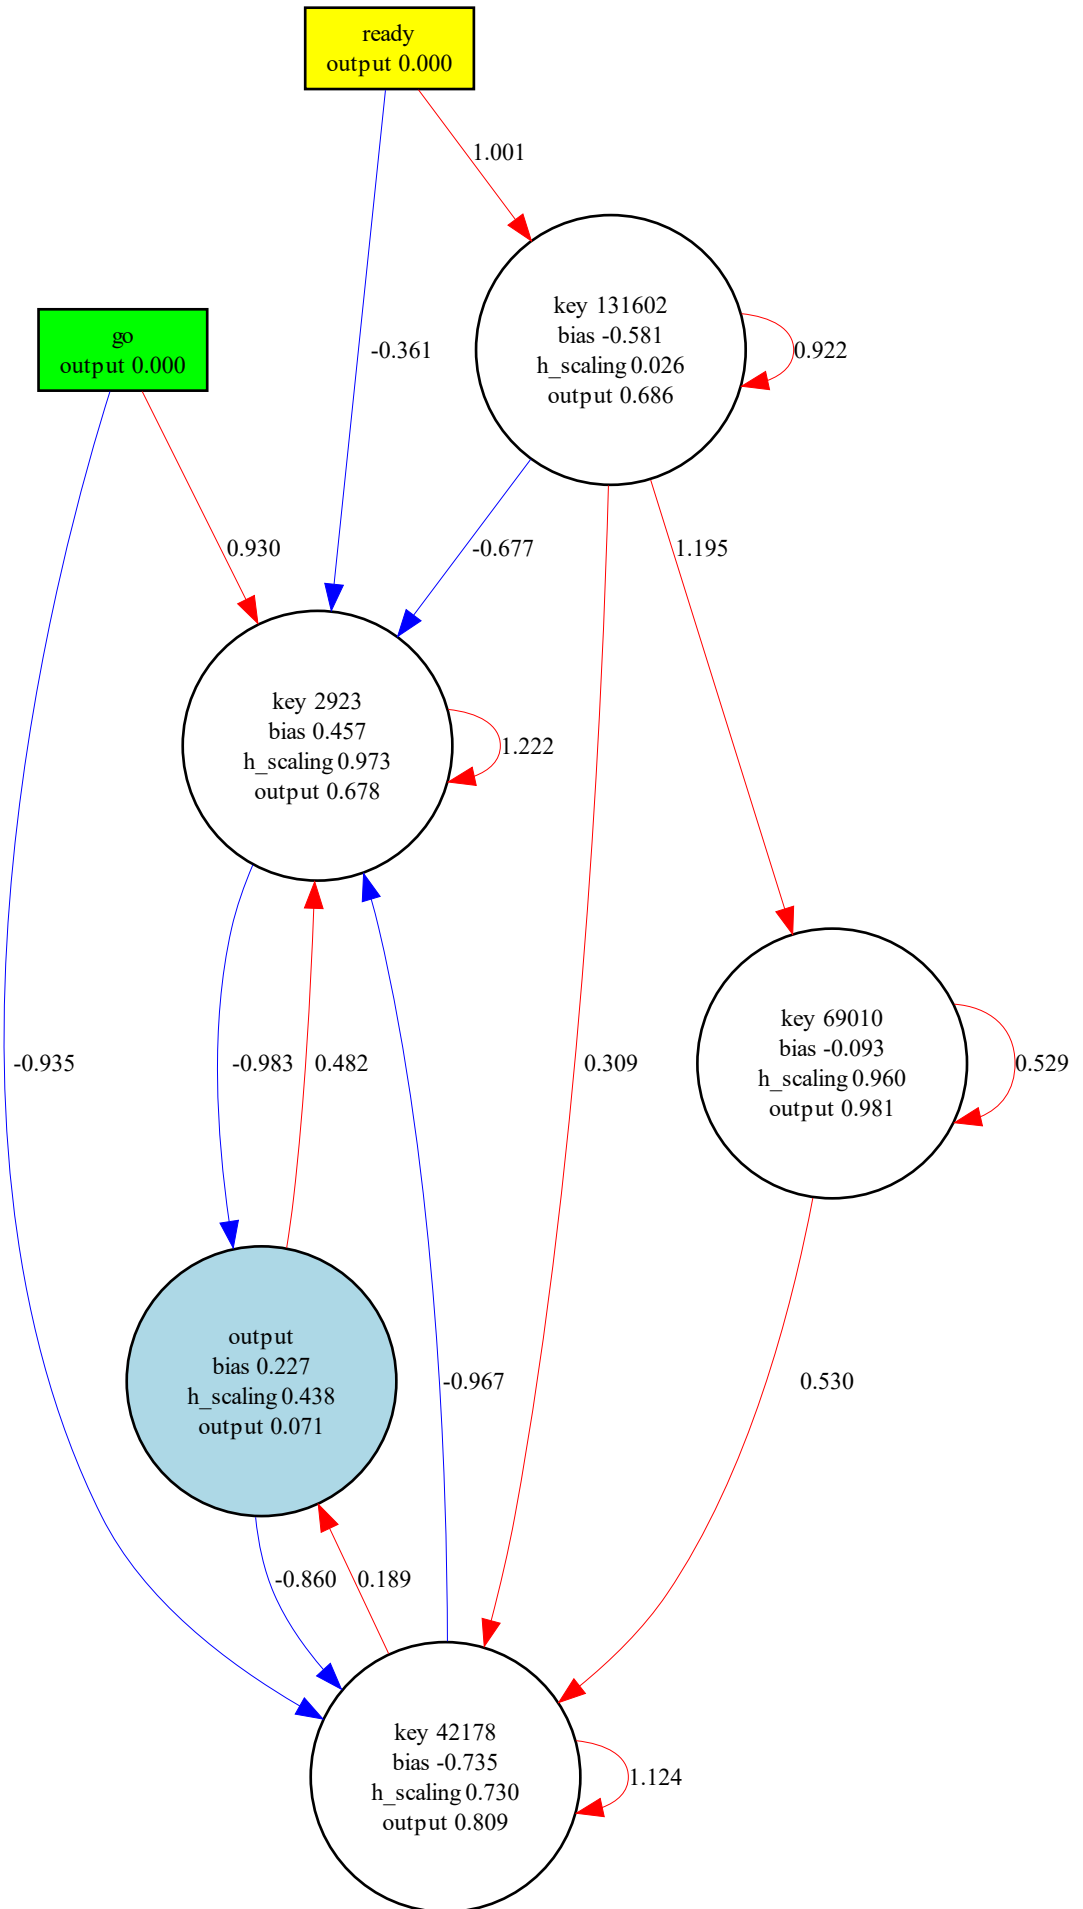 ready
output 0.000
1.001
key 131602
bias -0.581
h_scaling 0.026
output 0.686
0.922
go
output 0.000
-0.361
0.930
-0.677
1.195
key 2923
bias 0.457
h_scaling 0.973
output 0.678
1.222
key 69010
bias -0.093
h_scaling 0.960
output 0.981
0.529
-0.935
-0.983
0.482
0.309
output
bias 0.227
h_scaling 0.438
output 0.071
-0.967
0.530
-0.860
0.189
key 42178
bias -0.735
h_scaling 0.730
output 0.809
1.124